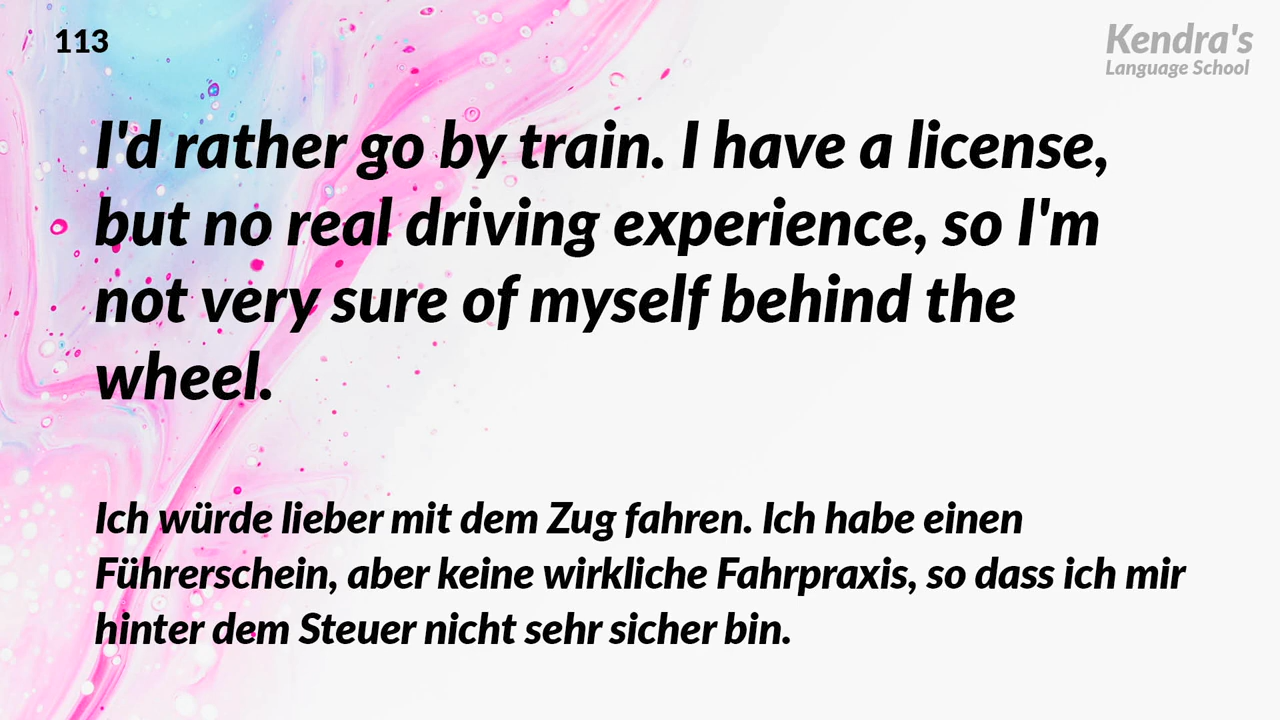 113
Kendra's
Language School
I'd rather go by train. I have a license,
but no real driving experience, so I'm
not very sure of myself behind the
wheel.
Ich würde lieber mit dem Zug fahren. Ich habe einen
Führerschein, aber keine wirkliche Fahrpraxis, so dass ich mir
hinter dem Steuer nicht sehr sicher bin.